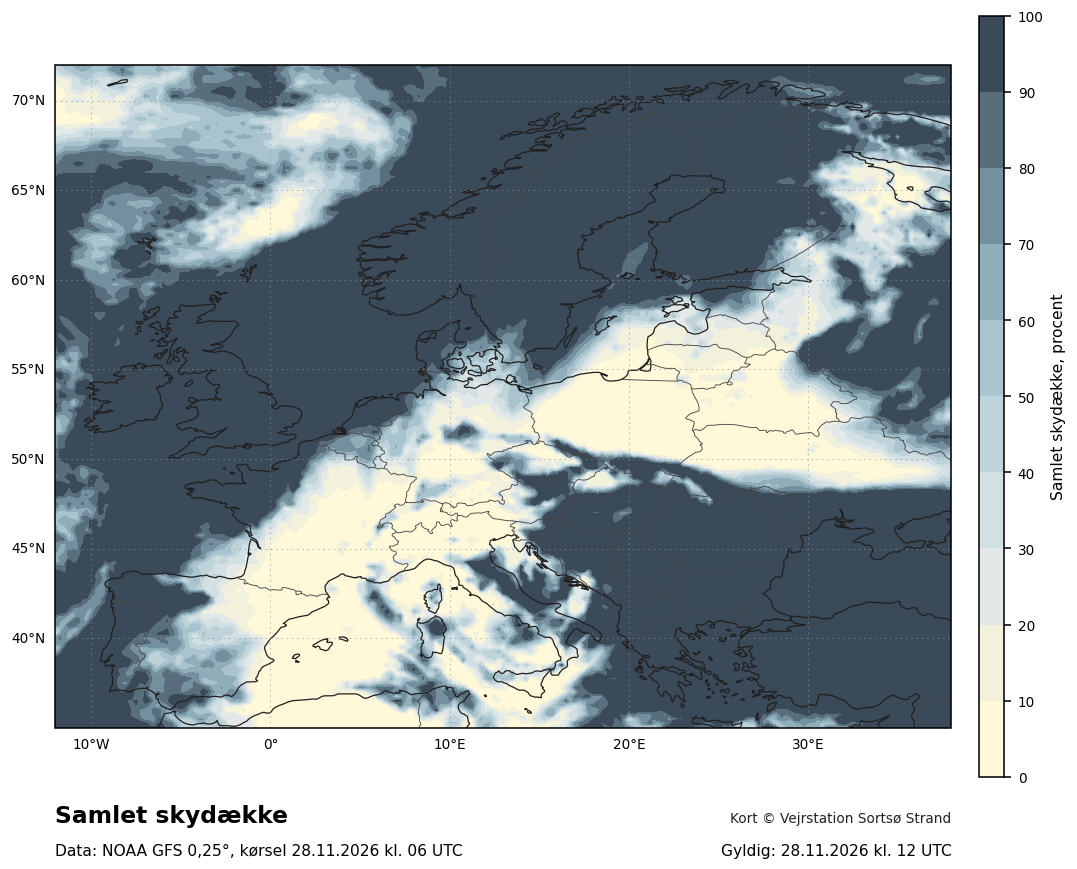 100
90
80
70
60
50
40
30
20
10
0
Samlet skydække, procent
70°N
65°N
60°N
55°N
50°N
45°N
40°N
10°W
0°
10°E
20°E
30°E
Samlet skydække
Kort © Vejrstation Sortsø Strand
Data: NOAA GFS 0,25°, kørsel 28.11.2026 kl. 06 UTC
Gyldig: 28.11.2026 kl. 12 UTC